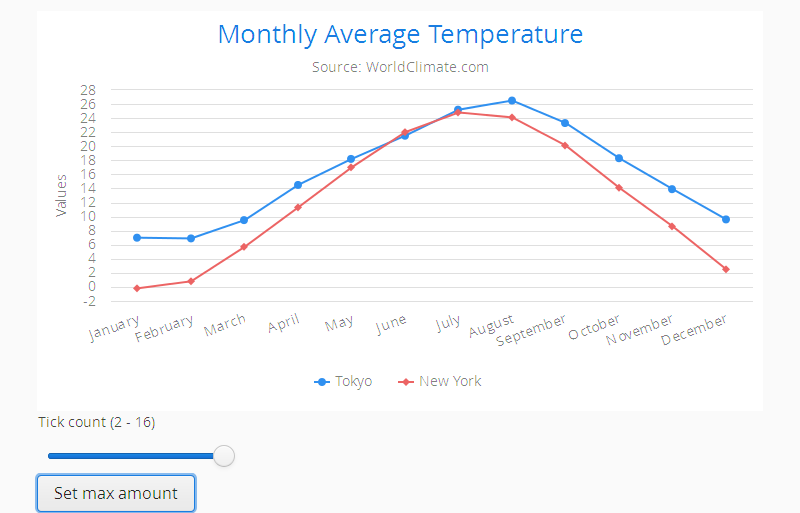 Monthly Average Temperature
Source: WorldClimate.com
Values
28
26
24
22
20
18
16
14
12
10
8
6
4
2
0
-2
January
February
March
April
May
June
July
August
September
October
November
December
Tokyo New York
Tick count (2 - 16)
Set max amount